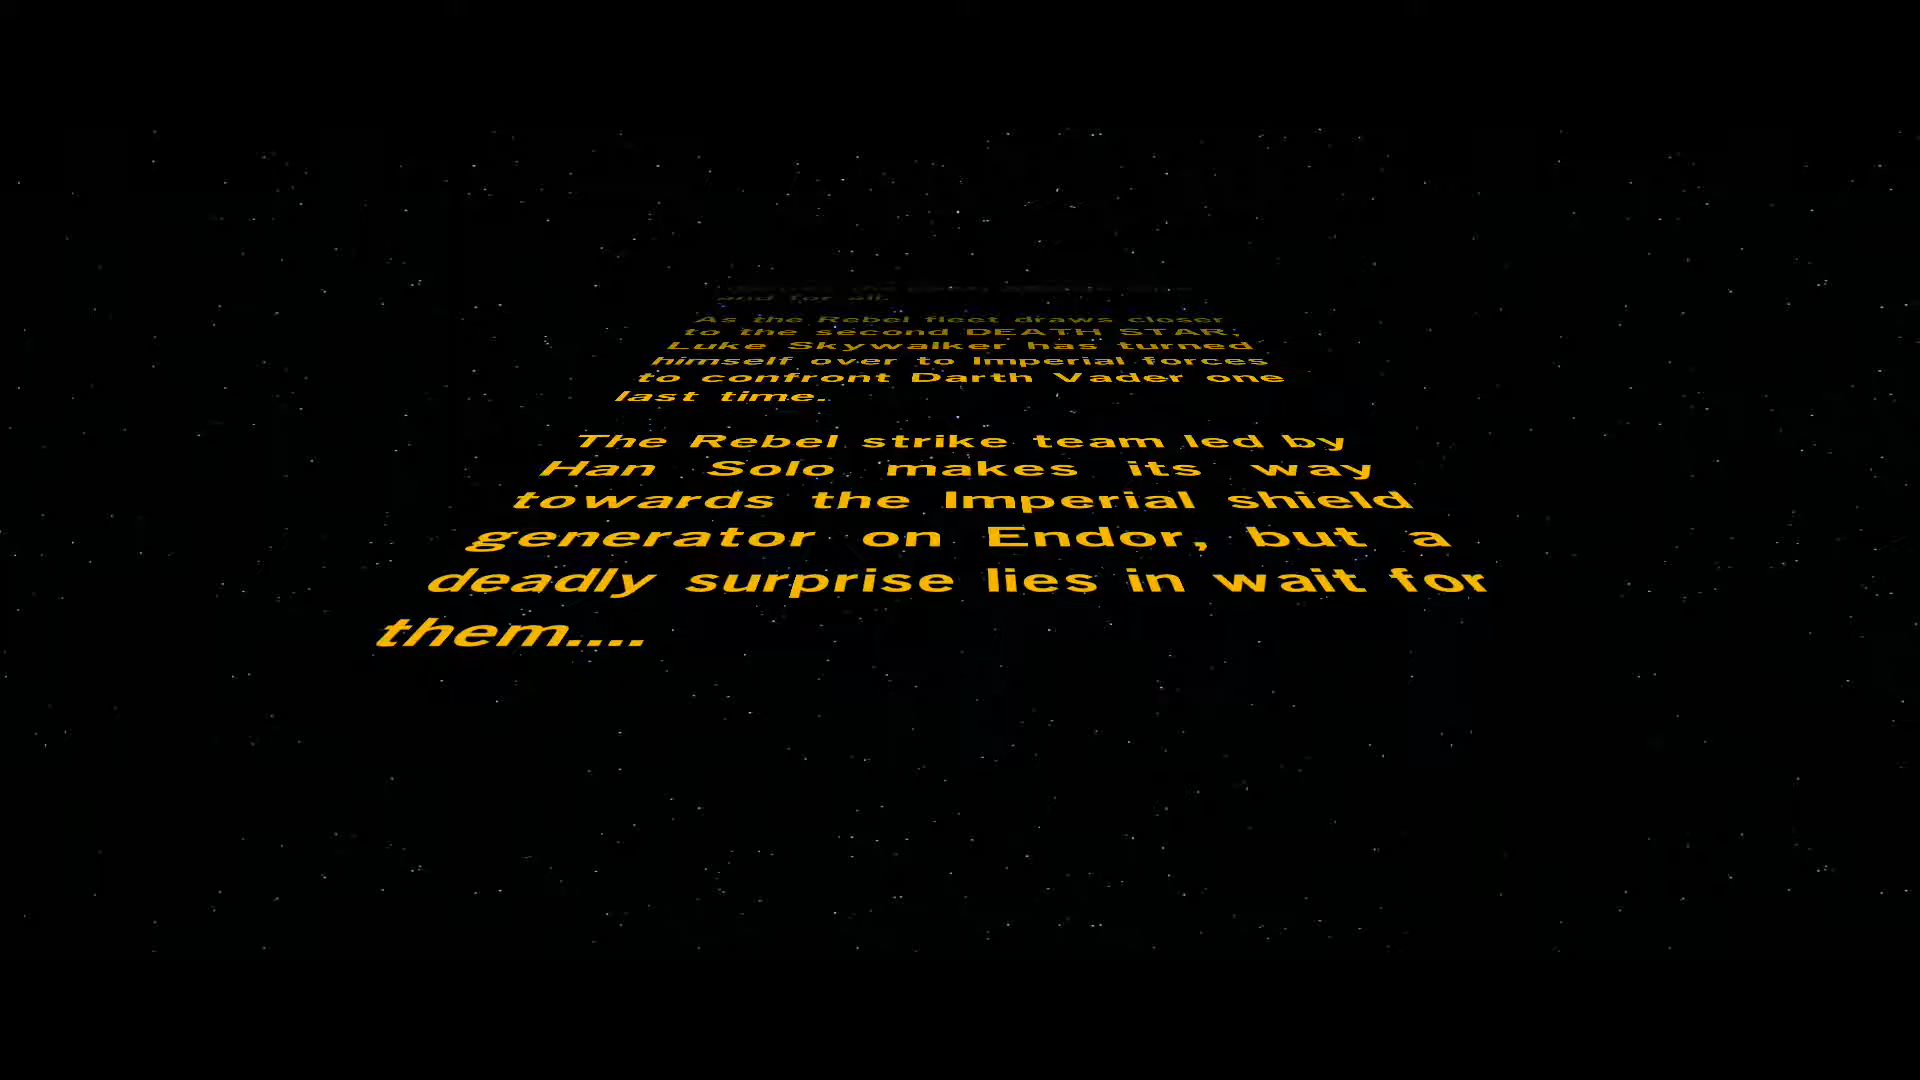 and for all.
As the Rebel fleet draws closer
to the second DEATH STAR,
Luke Skywalker has turned
himself over to Imperial forces
to confront Darth Vader one
last time.
The Rebel strike team led by
Han Solo makes its way
towards the Imperial shield
generator on Endor, but a
deadly surprise lies in wait for
them....